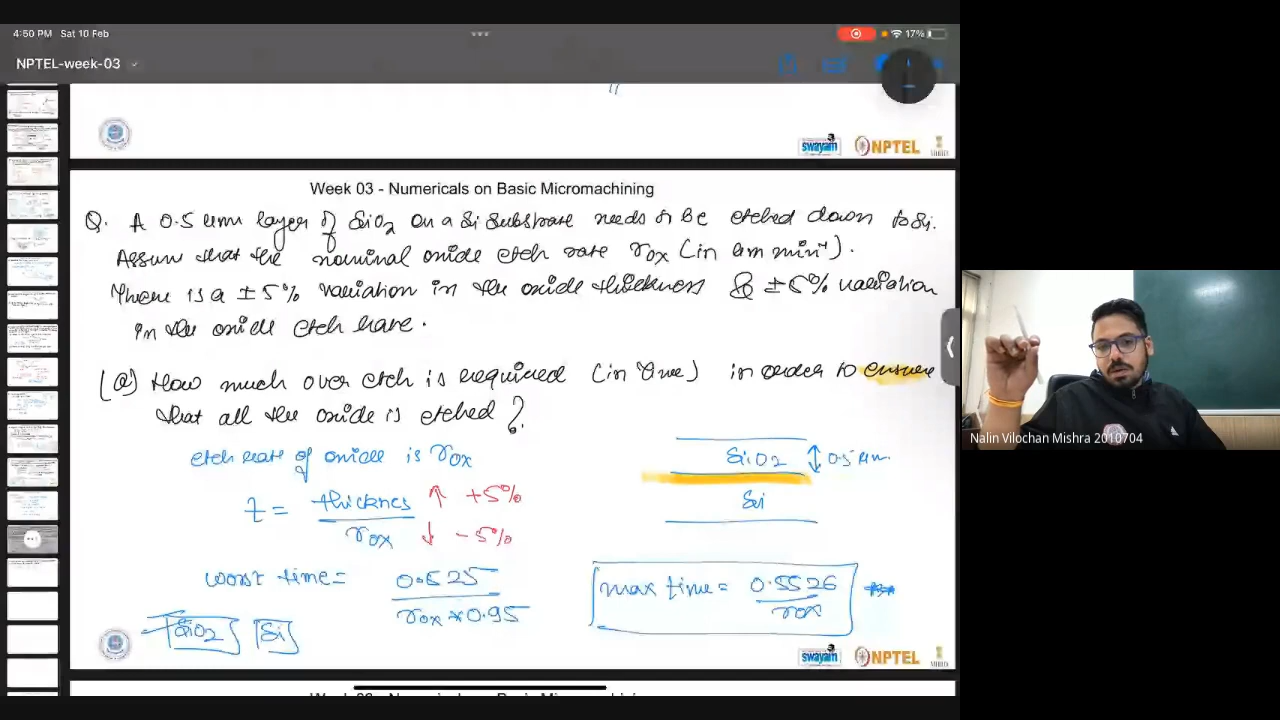 4:50 PM Sat 10 Feb
17%
NPTEL-week-03
swayam NPTEL
Week 03 - Numericals on Basic Micromachining
Q. A 0.5 um layer of SiO2 on a Si substrate needs to be etched down to Si.
Assume that the nominal oxide etch rate rox (in um min⁻¹).
There is a ±5% variation in the oxide thickness & ±5% variation
in the oxide etch rate.
(a) How much over etch is required (in time) in order to ensure
that all the oxide is etched ?
etch rate of oxide is rox
SiO2 0.5 um
Si
t = thicknes / rox ↑ +5% ↓ -5%
worst time = 0.525 / rox * 0.95
max time = 0.5526 / rox
SiO2 Si
swayam NPTEL
Nalin Vilochan Mishra 2010704